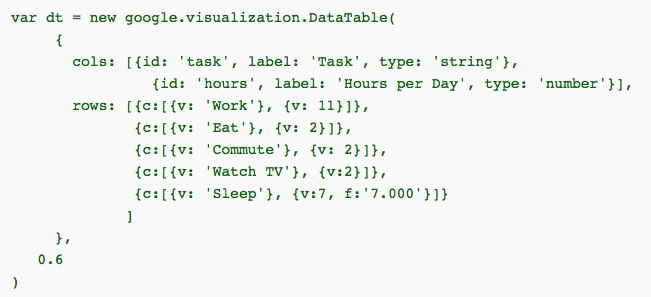 var dt = new google.visualization.DataTable(
{
cols: [{id: 'task', label: 'Task', type: 'string'},
{id: 'hours', label: 'Hours per Day', type: 'number'}],
rows: [{c:[{v: 'Work'}, {v: 11}]},
{c:[{v: 'Eat'}, {v: 2}]},
{c:[{v: 'Commute'}, {v: 2}]},
{c:[{v: 'Watch TV'}, {v:2}]},
{c:[{v: 'Sleep'}, {v:7, f:'7.000'}]}
]
},
0.6
)